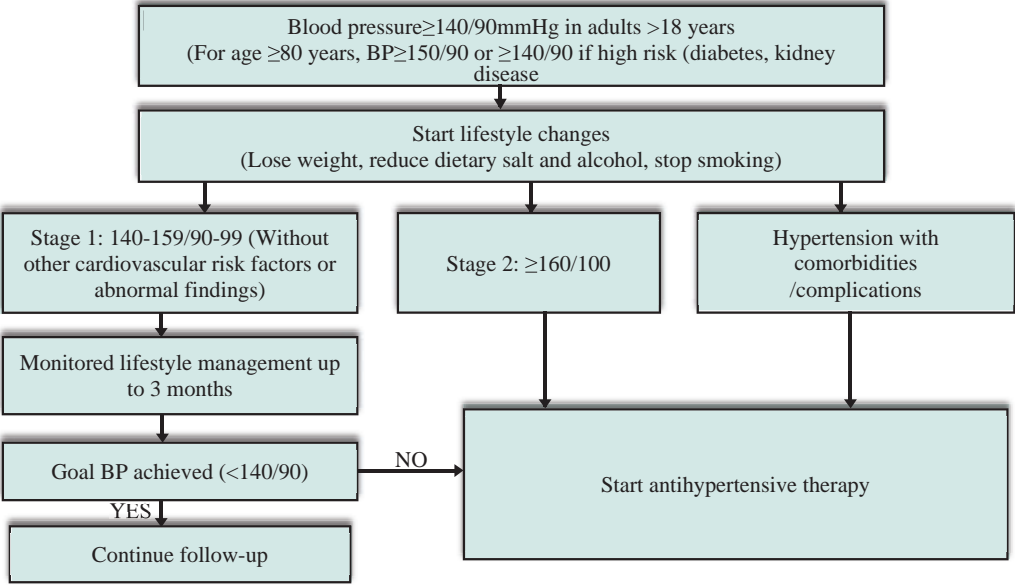 Blood pressure≥140/90mmHg in adults >18 years
(For age ≥80 years, BP≥150/90 or ≥140/90 if high risk (diabetes, kidney
disease
Start lifestyle changes
(Lose weight, reduce dietary salt and alcohol, stop smoking)
Stage 1: 140-159/90-99 (Without
other cardiovascular risk factors or
abnormal findings)
Stage 2: ≥160/100
Hypertension with
comorbidities
/complications
Monitored lifestyle management up
to 3 months
Goal BP achieved (<140/90)
NO
Start antihypertensive therapy
YES
Continue follow-up